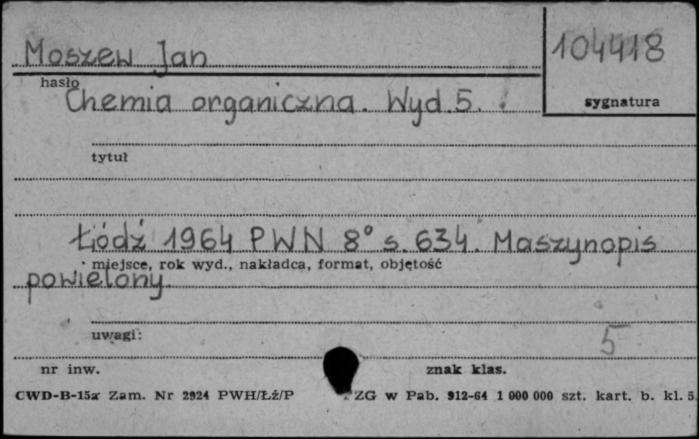 Moszew Jan
104418
hasło
sygnatura
Chemia organiczna. Wyd 5.
tytuł
Łódź 1964 PWN 8° s. 634. Maszynopis
miejsce, rok wyd., nakładca, format, objętość
powielony.
uwagi:
5
nr inw.
znak klas.
CWD-B-15a Zam. Nr 2924 PWH/Łź/P ZG w Pab. 912-64 1 000 000 szt. kart. b. kl. 5.